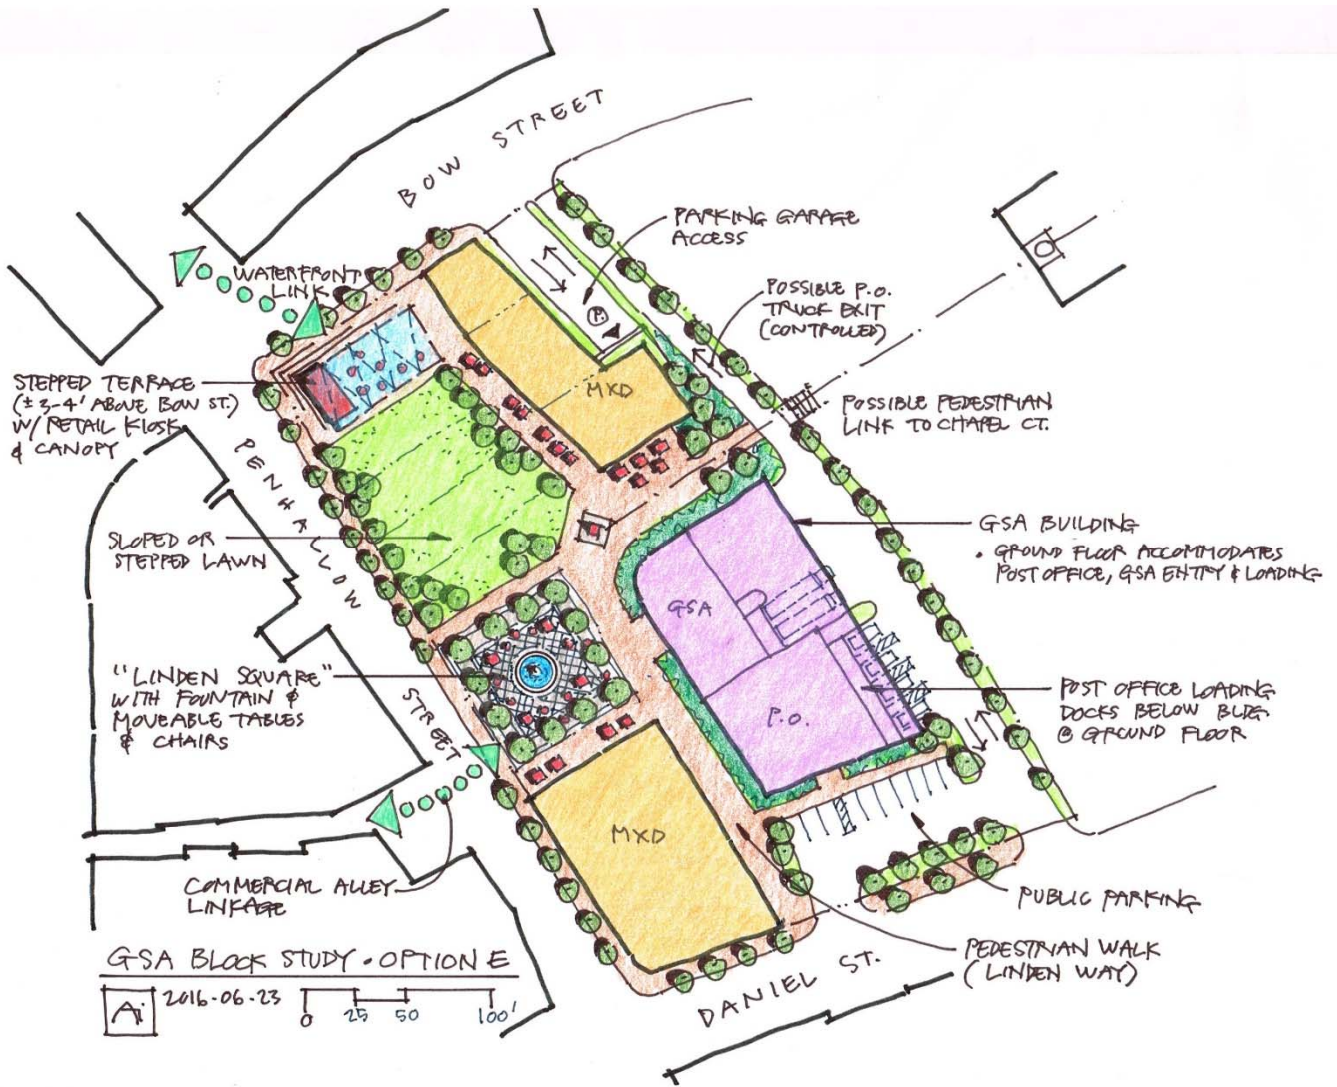 BOW STREET
PARKING GARAGE
ACCESS
WATERFRONT
LINK
POSSIBLE P.O.
TRUCK EXIT
(CONTROLLED)
P.
STEPPED TERRACE
(± 3-4' ABOVE BOW ST.)
W/ RETAIL KIOSK
& CANOPY
MXD
POSSIBLE PEDESTRIAN
LINK TO CHAPEL CT.
PENHALLOW
STREET
SLOPED OR
STEPPED LAWN
GSA BUILDING
• GROUND FLOOR ACCOMMODATES
POST OFFICE, GSA ENTRY & LOADING
GSA
"LINDEN SQUARE"
WITH FOUNTAIN &
MOVEABLE TABLES
& CHAIRS
P.O.
POST OFFICE LOADING
DOCKS BELOW BLDG
@ GROUND FLOOR
MXD
COMMERCIAL ALLEY
LINKAGE
PUBLIC PARKING
PEDESTRIAN WALK
(LINDEN WAY)
DANIEL ST.
GSA BLOCK STUDY • OPTION E
Ai 2016-06-23
0 25 50 100'